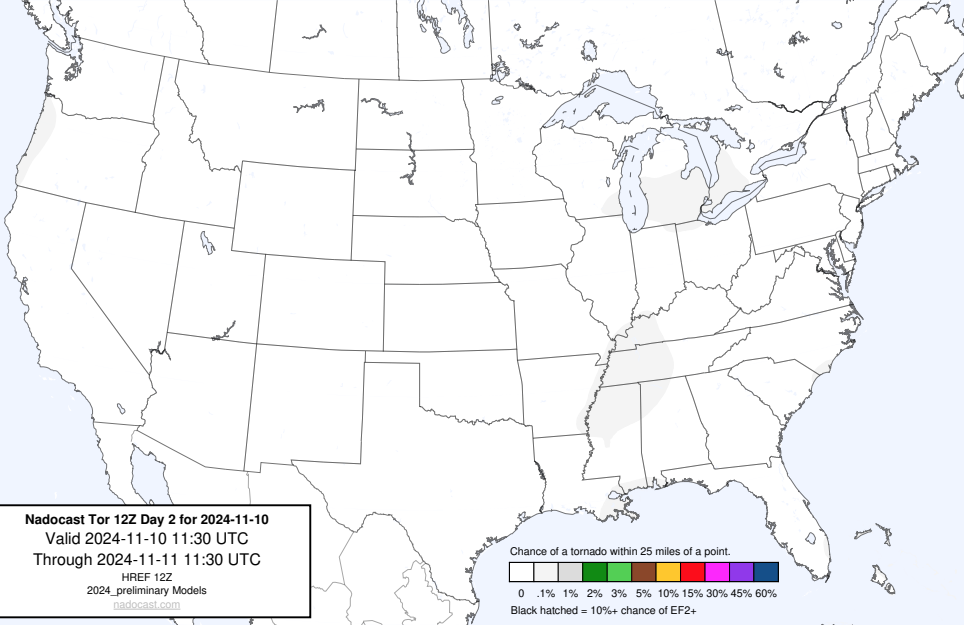 Nadocast Tor 12Z Day 2 for 2024-11-10
Valid 2024-11-10 11:30 UTC
Through 2024-11-11 11:30 UTC
HREF 12Z
2024_preliminary Models
nadocast.com
Chance of a tornado within 25 miles of a point.
0 .1% 1% 2% 3% 5% 10% 15% 30% 45% 60%
Black hatched = 10%+ chance of EF2+